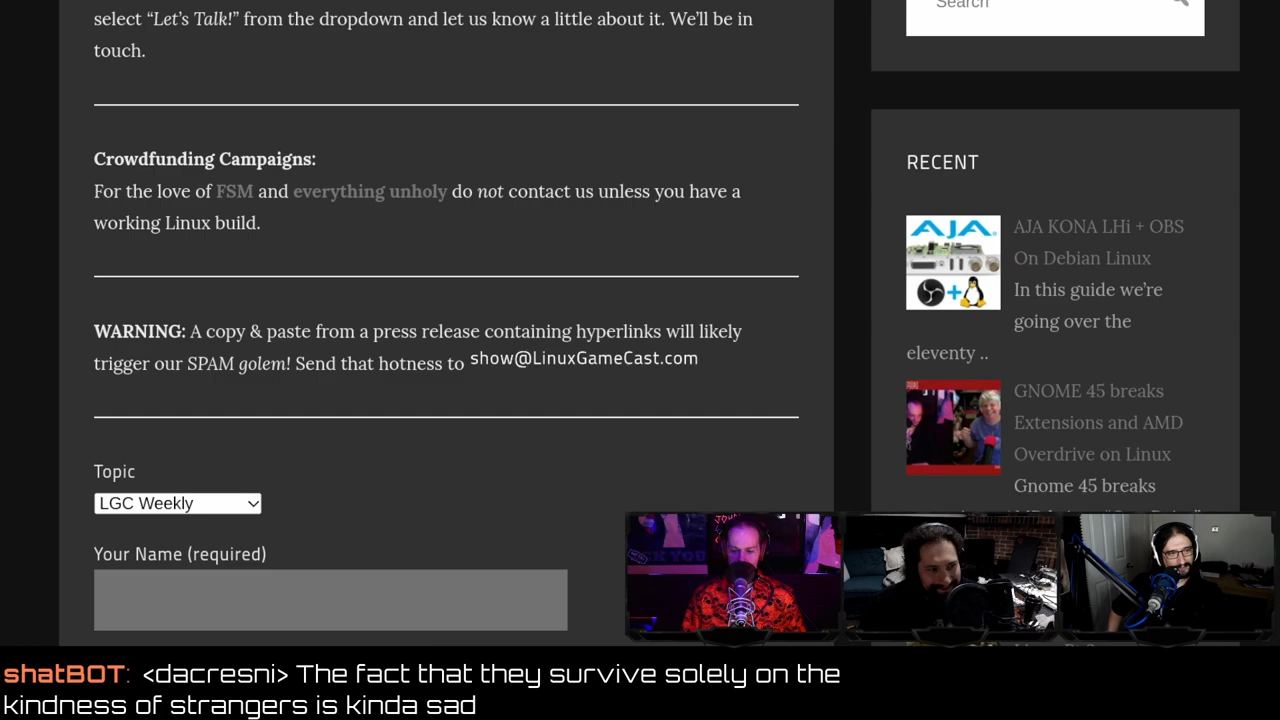 select “Let’s Talk!” from the dropdown and let us know a little about it. We’ll be in
touch.
Crowdfunding Campaigns:
For the love of FSM and everything unholy do not contact us unless you have a
working Linux build.
WARNING: A copy & paste from a press release containing hyperlinks will likely
trigger our SPAM golem! Send that hotness to show@LinuxGameCast.com
Topic
LGC Weekly
Your Name (required)
Search
RECENT
AJA
AJA KONA LHi + OBS
On Debian Linux
In this guide we’re
going over the
eleventy ..
GNOME 45 breaks
Extensions and AMD
Overdrive on Linux
Gnome 45 breaks
shatBOT: <dacresni> The fact that they survive solely on the
kindness of strangers is kinda sad